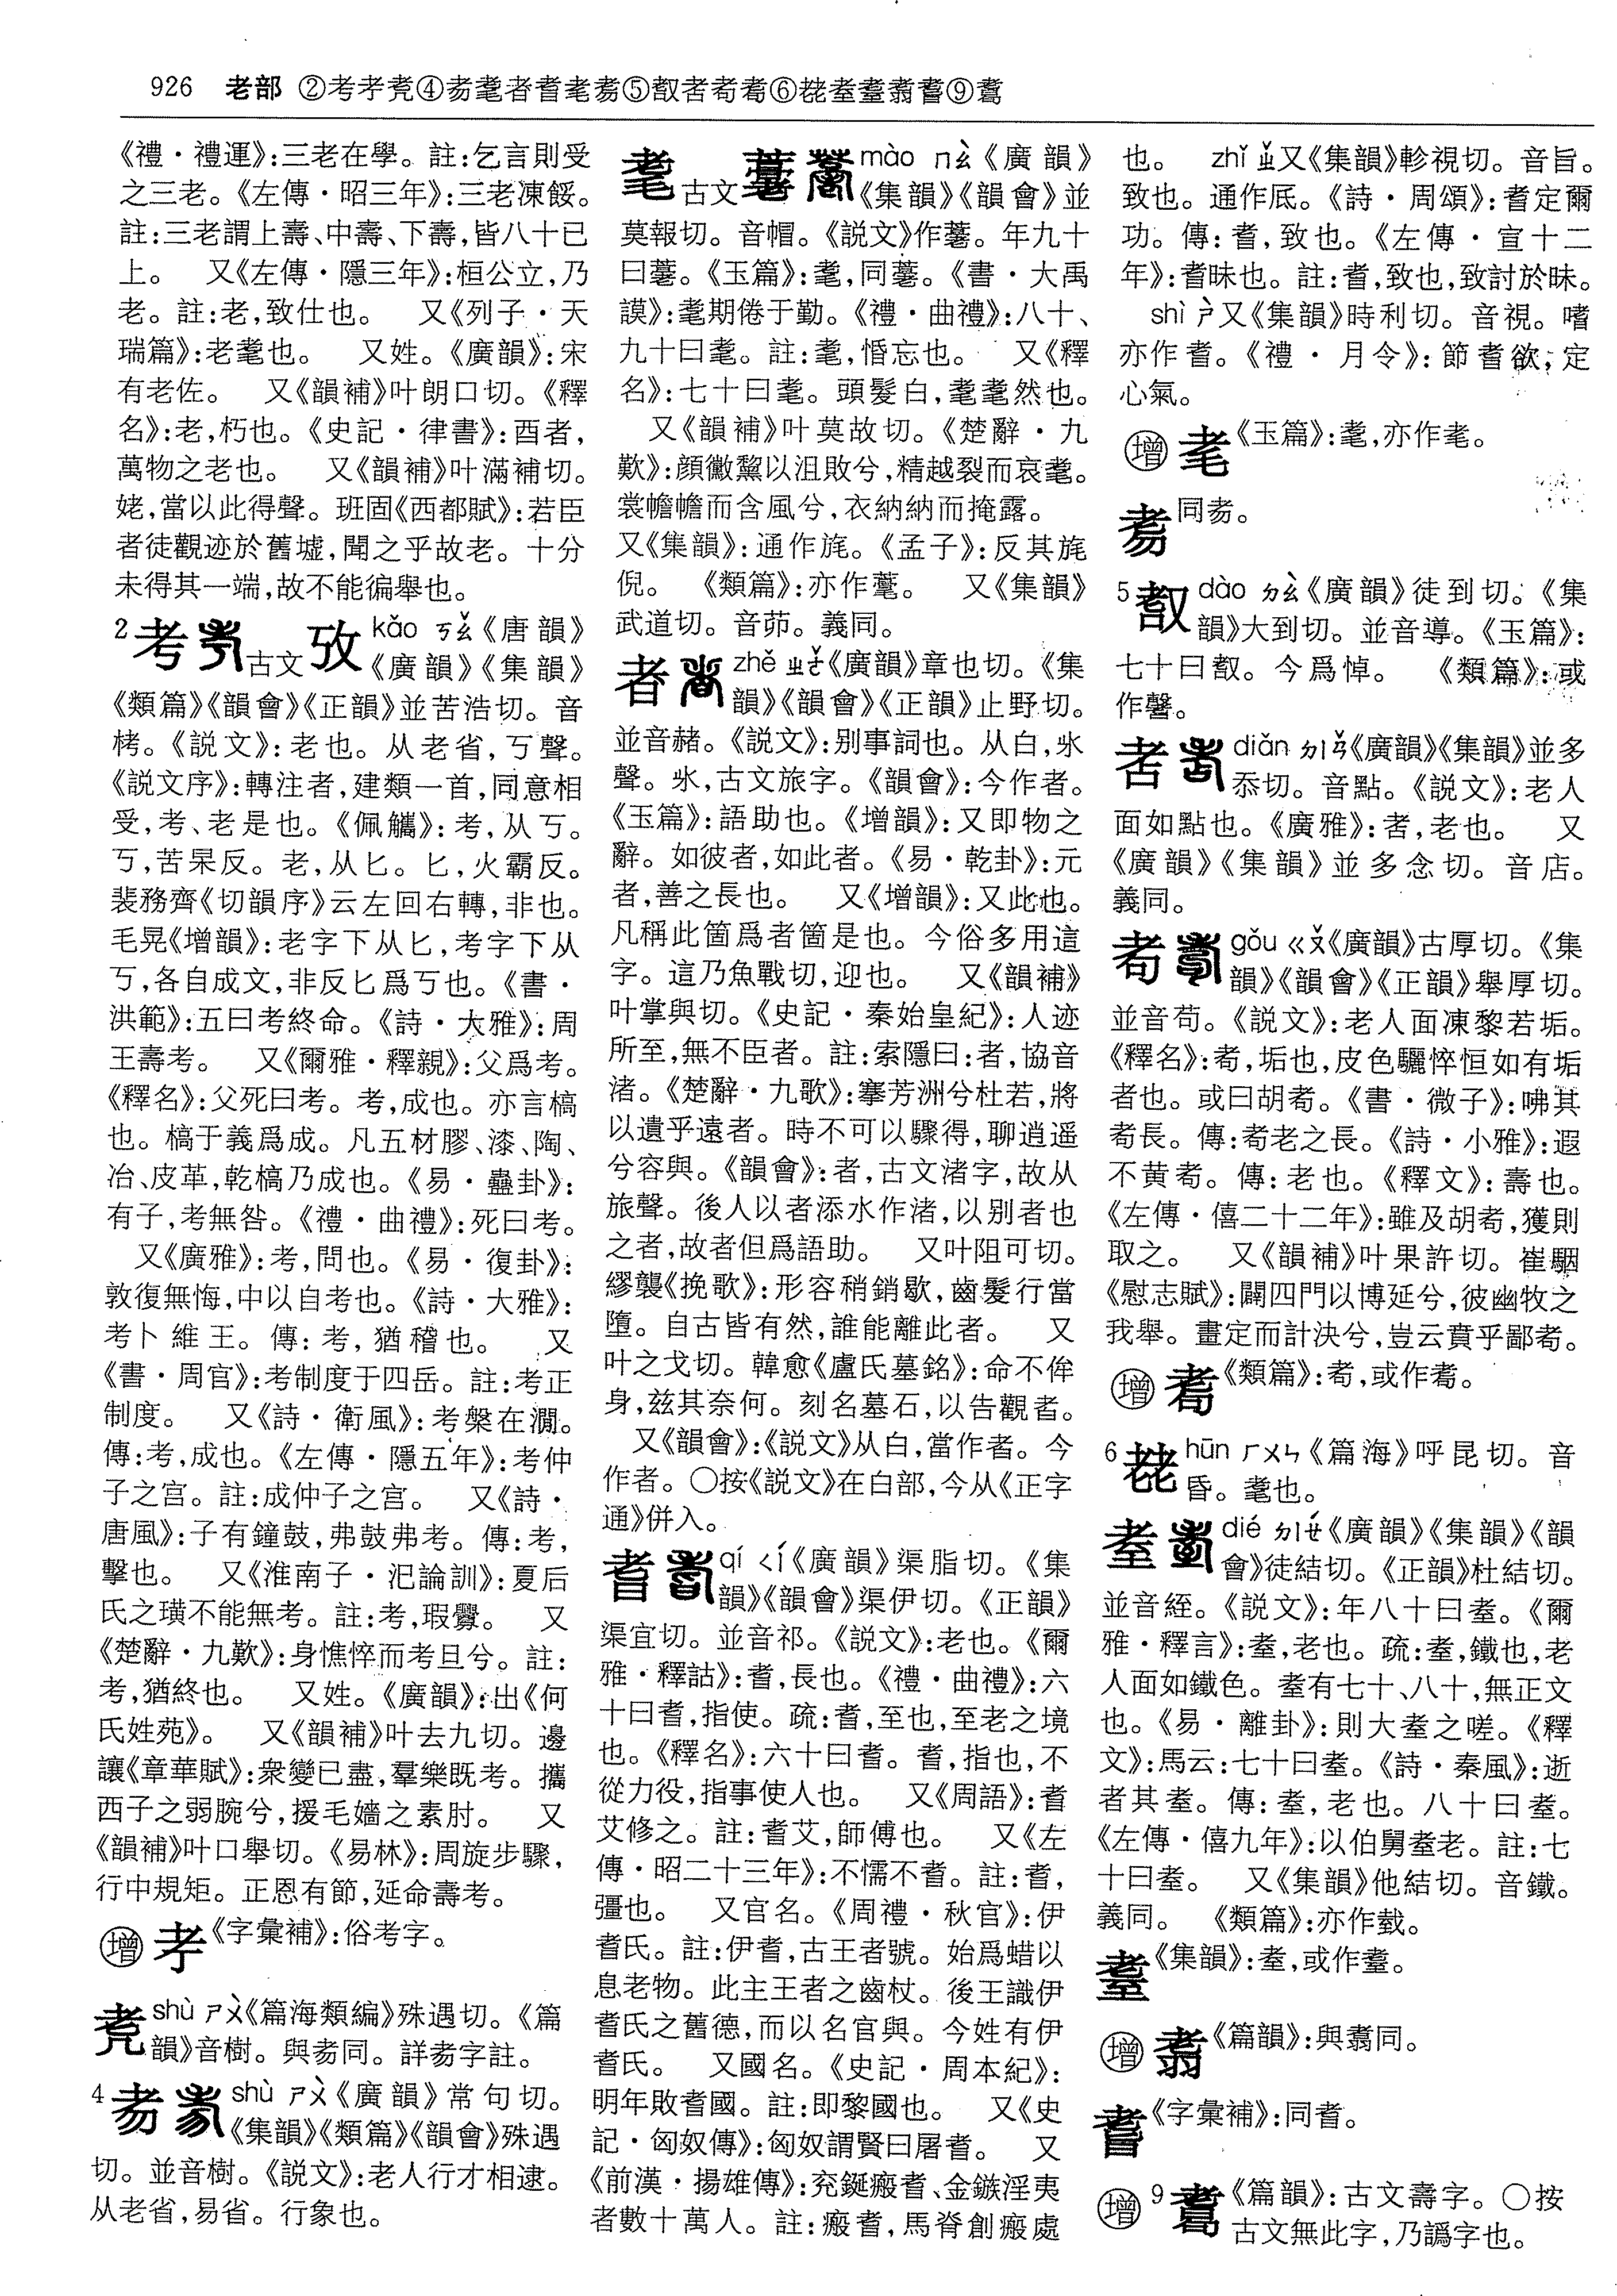 926 老部 ②考孝𦒱④𦒻耄者耆耄𦒻⑤㪪者耇耈⑥𦒿耋耊翥耆⑨𦓂
《禮·禮運》:三老在學。註:乞言則受
之三老。《左傳·昭三年》:三老凍餒。
註:三老謂上壽、中壽、下壽,皆八十已
上。 又《左傳·隱三年》:桓公立,乃
老。註:老,致仕也。 又《列子·天
瑞篇》:老耄也。 又姓。《廣韻》:宋
有老佐。 又《韻補》叶朗口切。《釋
名》:老,朽也。《史記·律書》:酉者,
萬物之老也。 又《韻補》叶滿補切。
姥,當以此得聲。班固《西都賦》:若臣
者徒觀迹於舊墟,聞之乎故老。十分
未得其一端,故不能徧舉也。
2 考 古文 攷 kǎo ㄎㄠˇ《唐韻》
《廣韻》《集韻》
《類篇》《韻會》《正韻》並苦浩切。音
栲。《説文》:老也。从老省,丂聲。
《説文序》:轉注者,建類一首,同意相
受,考、老是也。《佩觿》:考,从丂。
丂,苦杲反。老,从匕。匕,火霸反。
裴務齊《切韻序》云左回右轉,非也。
毛晃《增韻》:老字下从匕,考字下从
丂,各自成文,非反匕爲丂也。《書·
洪範》:五曰考終命。《詩·大雅》:周
王壽考。 又《爾雅·釋親》:父爲考。
《釋名》:父死曰考。考,成也。亦言槁
也。槁于義爲成。凡五材膠、漆、陶、
冶、皮革,乾槁乃成也。《易·蠱卦》:
有子,考無咎。《禮·曲禮》:死曰考。
又《廣雅》:考,問也。《易·復卦》:
敦復無悔,中以自考也。《詩·大雅》:
考卜維王。傳:考,猶稽也。 又
《書·周官》:考制度于四岳。註:考正
制度。 又《詩·衛風》:考槃在澗。
傳:考,成也。《左傳·隱五年》:考仲
子之宫。註:成仲子之宫。 又《詩·
唐風》:子有鐘鼓,弗鼓弗考。傳:考,
擊也。 又《淮南子·汜論訓》:夏后
氏之璜不能無考。註:考,瑕釁。 又
《楚辭·九歎》:身憔悴而考旦兮。註:
考,猶終也。 又姓。《廣韻》:出《何
氏姓苑》。 又《韻補》叶去九切。邊
讓《章華賦》:衆變已盡,羣樂既考。攜
西子之弱腕兮,援毛嬙之素肘。 又
《韻補》叶口舉切。《易林》:周旋步驟,
行中規矩。正恩有節,延命壽考。
增 《字彙補》:俗考字。
shù ㄕㄨˋ《篇海類編》殊遇切。《篇
韻》音樹。
4 shù ㄕㄨˋ《廣韻》常句切。
《集韻》《類篇》《韻會》殊遇
切。並音樹。《説文》:老人行才相逮。
从老省,易省。行象也。
耄 古文 mào ㄇㄠˋ《廣韻》
《集韻》《韻會》並
莫報切。音帽。《説文》作薹。年九十
曰薹。《玉篇》:耄,同薹。《書·大禹
謨》:耄期倦于勤。《禮·曲禮》:八十、
九十曰耄。註:耄,惛忘也。 又《釋
名》:七十曰耄。頭髮白,耄耄然也。
又《韻補》叶莫故切。《楚辭·九
歎》:顔黴黧以沮敗兮,精越裂而哀耄。
裳幨幨而含風兮,衣納納而掩露。
又《集韻》:通作旄。《孟子》:反其旄
倪。 《類篇》:亦作薹。 又《集韻》
武道切。音茆。義同。
者 zhě ㄓㄜˇ《廣韻》章也切。《集
韻》《韻會》《正韻》止野切。
並音赭。《説文》:别事詞也。从白,𣥐
聲。𣥐,古文旅字。《韻會》:今作者。
《玉篇》:語助也。《增韻》:又即物之
辭。如彼者,如此者。《易·乾卦》:元
者,善之長也。 又《增韻》:又此也。
凡稱此箇爲者箇是也。今俗多用這
字。這乃魚戰切,迎也。 又《韻補》
叶掌與切。《史記·秦始皇紀》:人迹
所至,無不臣者。註:索隱曰:者,協音
渚。《楚辭·九歌》:搴芳洲兮杜若,將
以遺乎遠者。時不可以驟得,聊逍遥
兮容與。《韻會》:者,古文渚字,故从
旅聲。後人以者添水作渚,以别者也
之者,故者但爲語助。 又叶阻可切。
繆襲《挽歌》:形容稍銷歇,齒髮行當
墮。自古皆有然,誰能離此者。 又
叶之戈切。韓愈《盧氏墓銘》:命不侔
身,兹其奈何。刻名墓石,以告觀者。
又《韻會》:《説文》从白,當作者。今
作者。○按《説文》在白部,今从《正字
通》併入。
耆 qí ㄑㄧˊ《廣韻》渠脂切。《集
韻》《韻會》渠伊切。《正韻》
渠宜切。並音祁。《説文》:老也。《爾
雅·釋詁》:耆,長也。《禮·曲禮》:六
十曰耆,指使。疏:耆,至也,至老之境
也。《釋名》:六十曰耆。耆,指也,不
從力役,指事使人也。 又《周語》:耆
艾修之。註:耆艾,師傅也。 又《左
傳·昭二十三年》:不懦不耆。註:耆,
彊也。 又官名。《周禮·秋官》:伊
耆氏。註:伊耆,古王者號。始爲蜡以
息老物。此主王者之齒杖。後王識伊
耆氏之舊德,而以名官與。今姓有伊
耆氏。 又國名。《史記·周本紀》:
明年敗耆國。註:即黎國也。 又《史
記·匈奴傳》:匈奴謂賢曰屠耆。 又
《前漢·揚雄傳》:兖鋋瘢耆、金鏃淫夷
者數十萬人。註:瘢耆,馬脊創瘢處
也。 zhǐ ㄓˇ又《集韻》軫視切。音旨。
致也。通作厎。《詩·周頌》:耆定爾
功。傳:耆,致也。《左傳·宣十二
年》:耆昧也。註:耆,致也,致討於昧。
shì ㄕˋ又《集韻》時利切。音視。嗜
亦作耆。《禮·月令》:節耆欲,定
心氣。
增 《玉篇》:耄,亦作
5 dào ㄉㄠˋ《廣韻》徒到切。《集
韻》大到切。並音導。《玉篇》:
七十曰 今爲悼。 《類篇》:或
作
diǎn ㄉㄧㄢˇ《廣韻》《集韻》並多
忝切。音點。《説文》:老人
面如點也。《廣雅》: 老也。 又
《廣韻》《集韻》並多念切。音店。
義同。
耇 gǒu ㄍㄡˇ《廣韻》古厚切。《集
韻》《韻會》《正韻》舉厚切。
並音苟。《説文》:老人面凍黎若垢。
《釋名》:耇,垢也,皮色驪悴恒如有垢
者也。或曰胡耇。《書·微子》:咈其
耇長。傳:耇老之長。《詩·小雅》:遐
不黄耇。傳:老也。《釋文》:壽也。
《左傳·僖二十二年》:雖及胡耇,獲則
取之。 又《韻補》叶果許切。崔駰
《慰志賦》:闢四門以博延兮,彼幽牧之
我舉。晝定而計決兮,豈云賁乎鄙耇。
增 耈 《類篇》:耇,或作耈。
6 hūn ㄏㄨㄣ《篇海》呼昆切。音
昏。耄也。
耋 dié ㄉㄧㄝˊ《廣韻》《集韻》《韻
會》徒結切。《正韻》杜結切。
並音絰。《説文》:年八十曰耋。《爾
雅·釋言》:耋,老也。疏:耋,鐵也,老
人面如鐵色。耋有七十、八十,無正文
也。《易·離卦》:則大耋之嗟。《釋
文》:馬云:七十曰耋。《詩·秦風》:逝
者其耋。傳:耋,老也。八十曰耋。
《左傳·僖九年》:以伯舅耋老。註:七
十曰耋。 又《集韻》他結切。音鐵。
義同。 《類篇》:亦作
《集韻》:耋,或作
增 《篇韻》:與翥同。
《字彙補》:同耆。
增 9 《篇韻》:古文壽字。○按
古文無此字,乃譌字也。